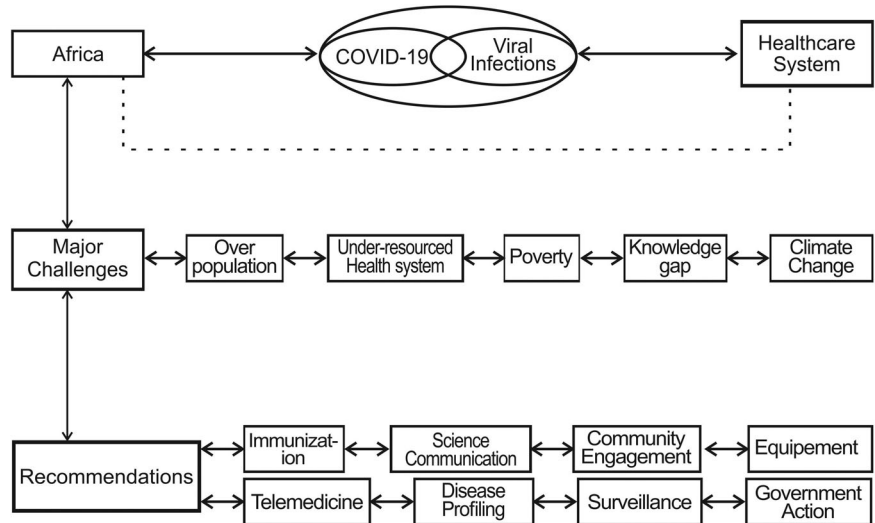 Africa
COVID-19
Viral
Infections
Healthcare
System
Major
Challenges
Over
population
Under-resourced
Health system
Poverty
Knowledge
gap
Climate
Change
Recommendations
Immunizat-
ion
Science
Communication
Community
Engagement
Equipement
Telemedicine
Disease
Profiling
Surveillance
Government
Action